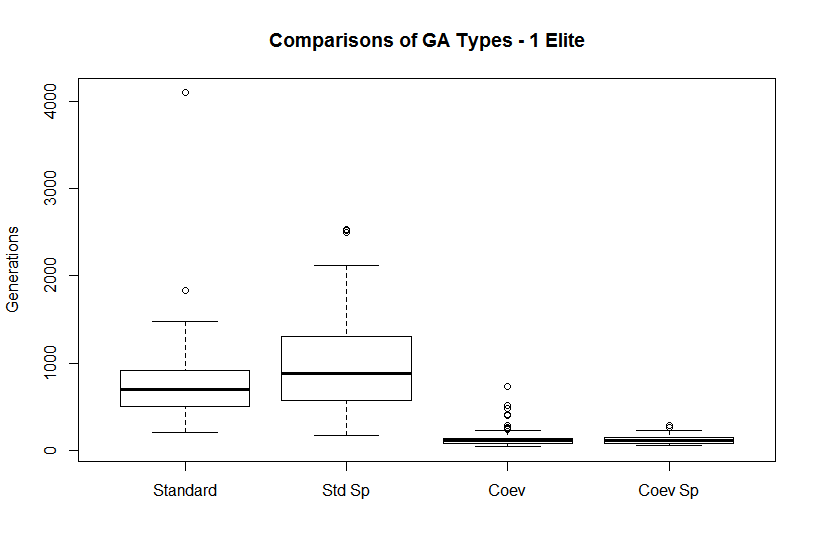 Comparisons of GA Types - 1 Elite
Generations
4000
3000
2000
1000
0
Standard
Std Sp
Coev
Coev Sp